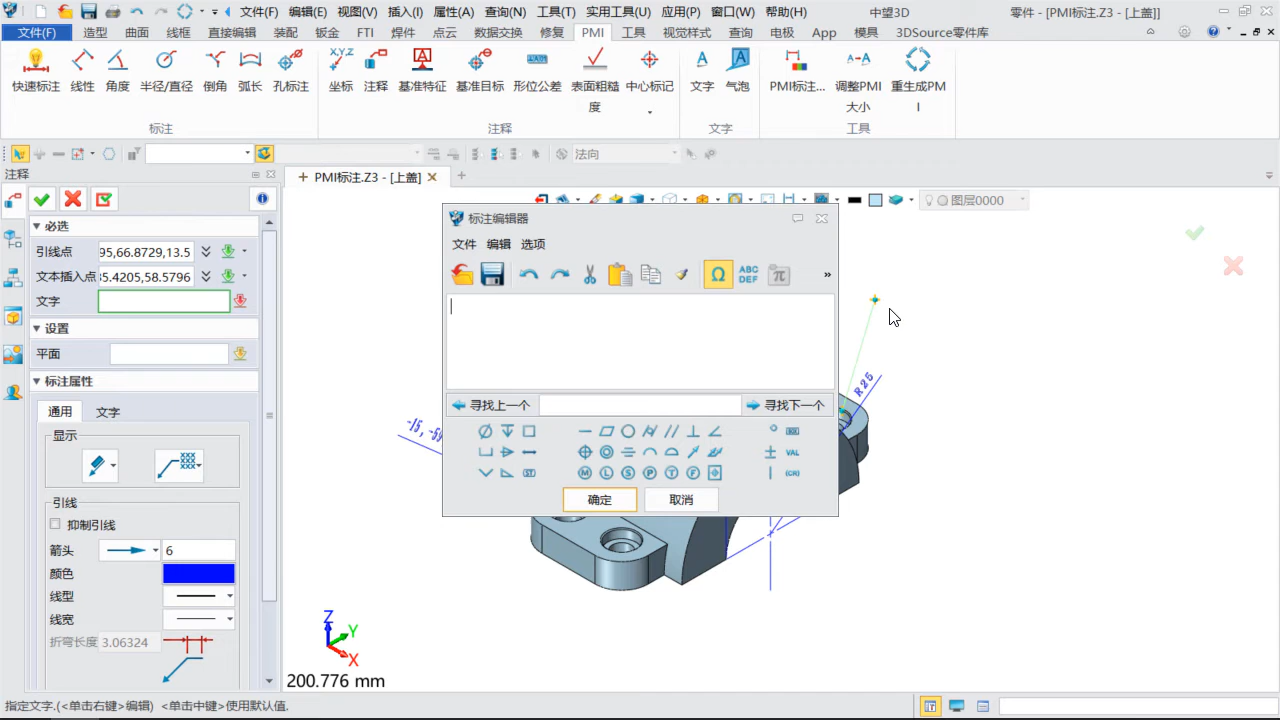 文件(F) 编辑(E) 视图(V) 插入(I) 属性(A) 查询(N) 工具(T) 实用工具(U) 应用(P) 窗口(W) 帮助(H) 中望3D 零件 - [PMI标注.Z3 - [上盖]]
文件(F) 造型 曲面 线框 直接编辑 装配 钣金 FTI 焊件 点云 数据交换 修复 PMI 工具 视觉样式 查询 电极 App 模具 3DSource零件库
快速标注 线性 角度 半径/直径 倒角 弧长 孔标注 坐标 注释 基准特征 基准目标 形位公差 表面粗糙度 中心标记 文字 气泡 PMI标注... 调整PMI大小 重生成PMI
标注 注释 文字 工具
法向
注释
PMI标注.Z3 - [上盖]
图层0000
必选
引线点 95,66.8729,13.5
文本插入点 5.4205,58.5796
文字
设置
平面
标注属性
通用 文字
显示
引线
抑制引线
箭头 6
颜色
线型
线宽
折弯长度 3.06324
标注编辑器
文件 编辑 选项
Ω ABC DEF π »
寻找上一个 寻找下一个
VAL
M L S P T F (CR)
确定 取消
R25
Z
Y
X
200.776 mm
指定文字.(<单击右键>编辑) <单击中键>使用默认值.